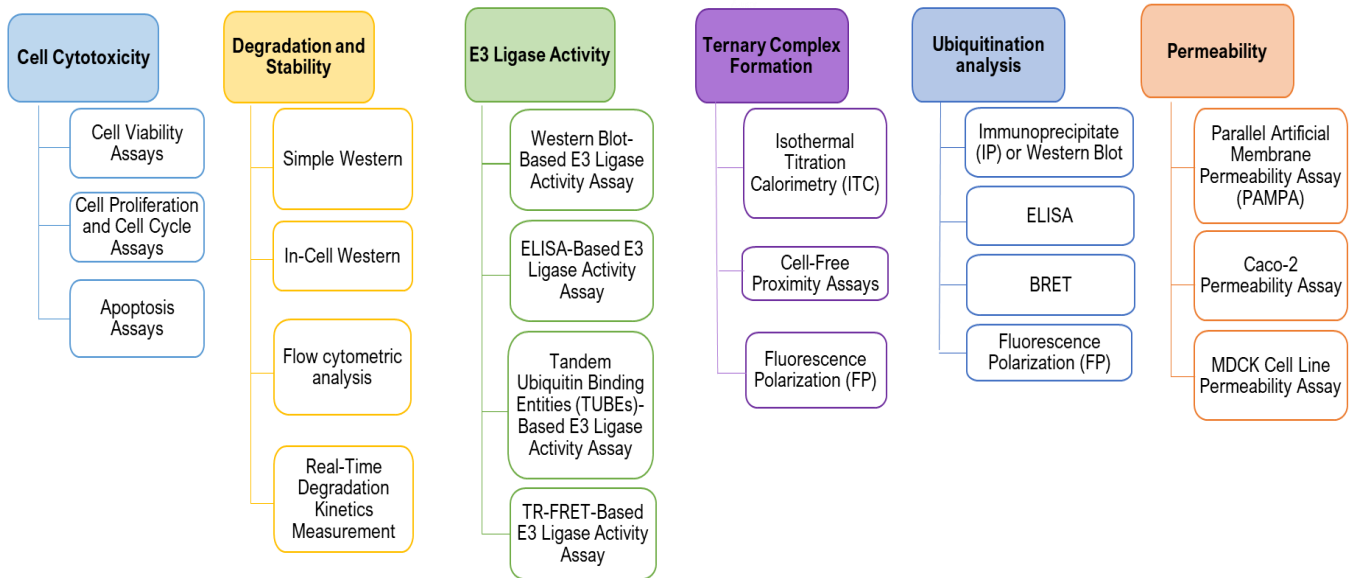 Cell Cytotoxicity
Cell Viability
Assays
Cell Proliferation
and Cell Cycle
Assays
Apoptosis
Assays
Degradation and
Stability
Simple Western
In-Cell Western
Flow cytometric
analysis
Real-Time
Degradation
Kinetics
Measurement
E3 Ligase Activity
Western Blot-
Based E3 Ligase
Activity Assay
ELISA-Based E3
Ligase Activity
Assay
Tandem
Ubiquitin Binding
Entities (TUBEs)-
Based E3 Ligase
Activity Assay
TR-FRET-Based
E3 Ligase Activity
Assay
Ternary Complex
Formation
Isothermal
Titration
Calorimetry (ITC)
Cell-Free
Proximity Assays
Fluorescence
Polarization (FP)
Ubiquitination
analysis
Immunoprecipitate
(IP) or Western Blot
ELISA
BRET
Fluorescence
Polarization (FP)
Permeability
Parallel Artificial
Membrane
Permeability Assay
(PAMPA)
Caco-2
Permeability Assay
MDCK Cell Line
Permeability Assay